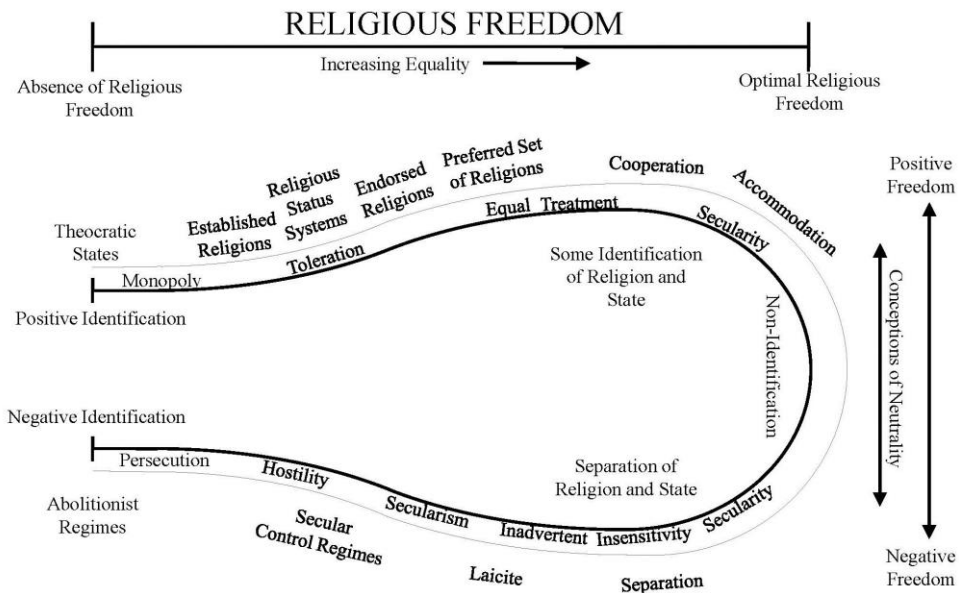 RELIGIOUS FREEDOM
Increasing Equality
Absence of Religious
Freedom
Optimal Religious
Freedom
Theocratic
States
Established
Religions
Religious
Status
Systems
Endorsed
Religions
Preferred Set
of Religions
Cooperation
Accommodation
Positive
Freedom
Monopoly
Toleration
Equal Treatment
Secularity
Positive Identification
Some Identification
of Religion and
State
Non-Identification
Conceptions of Neutrality
Negative Identification
Persecution
Hostility
Secularism
Inadvertent Insensitivity
Secularity
Separation of
Religion and State
Abolitionist
Regimes
Secular
Control Regimes
Laicite
Separation
Negative
Freedom